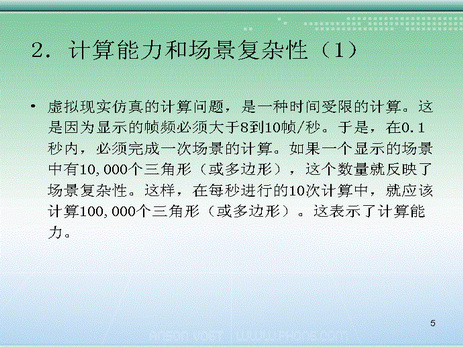 2. 计算能力和场景复杂性（1）
• 虚拟现实仿真的计算问题，是一种时间受限的计算。这
是因为显示的帧频必须大于8到10帧/秒。于是，在0.1
秒内，必须完成一次场景的计算。如果一个显示的场景
中有10,000个三角形（或多边形），这个数量就反映了
场景复杂性。这样，在每秒进行的10次计算中，就应该
计算100,000个三角形（或多边形）。这表示了计算能
力。
5